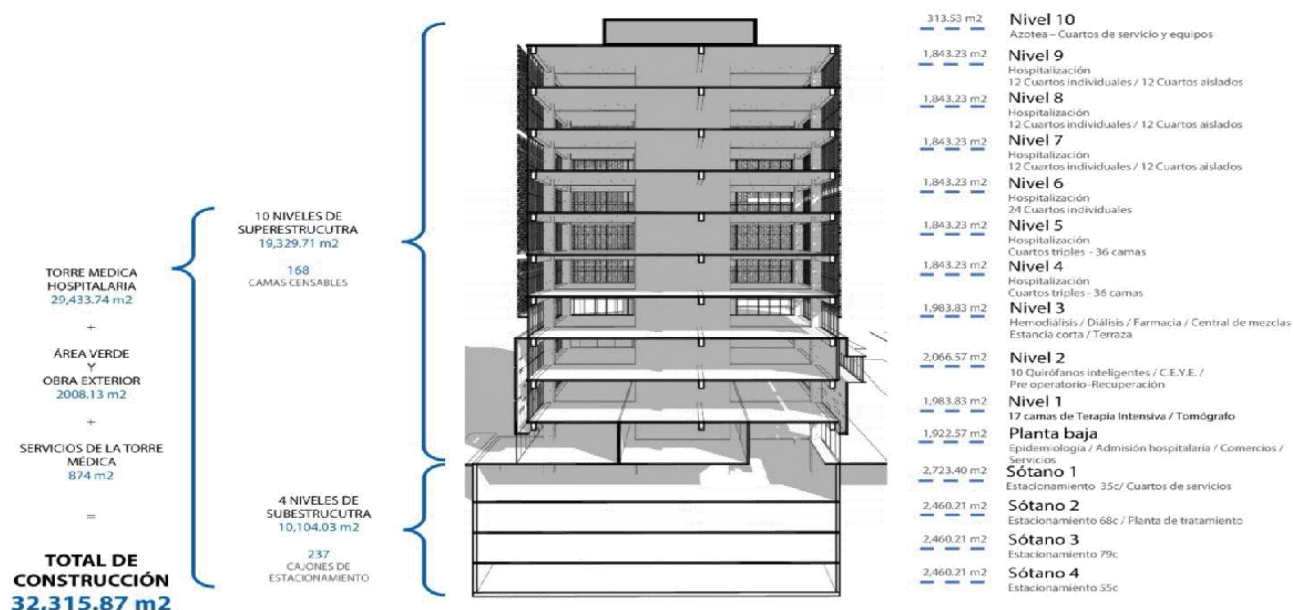 TORRE MEDICA
HOSPITALARIA
29,433.74 m2
+
ÁREA VERDE
Y
OBRA EXTERIOR
2008.13 m2
+
SERVICIOS DE LA TORRE
MÉDICA
874 m2
=
TOTAL DE
CONSTRUCCIÓN
32,315.87 m2
10 NIVELES DE
SUPERESTRUCUTRA
19,329.71 m2
168
CAMAS CENSABLES
4 NIVELES DE
SUBESTRUCUTRA
10,104.03 m2
237
CAJONES DE
ESTACIONAMIENTO
313.53 m2 Nivel 10
Azotea – Cuartos de servicio y equipos
1,843.23 m2 Nivel 9
Hospitalización
12 Cuartos individuales / 12 Cuartos aislados
1,843.23 m2 Nivel 8
Hospitalización
12 Cuartos individuales / 12 Cuartos aislados
1,843.23 m2 Nivel 7
Hospitalización
12 Cuartos individuales / 12 Cuartos aislados
1,843.23 m2 Nivel 6
Hospitalización
24 Cuartos individuales
1,843.23 m2 Nivel 5
Hospitalización
Cuartos triples - 36 camas
1,843.23 m2 Nivel 4
Hospitalización
Cuartos triples - 36 camas
1,983.83 m2 Nivel 3
Hemodiálisis / Diálisis / Farmacia / Central de mezclas
Estancia corta / Terraza
2,066.57 m2 Nivel 2
10 Quirófanos inteligentes / C.E.Y.E. /
Pre operatorio-Recuperación
1,983.83 m2 Nivel 1
17 camas de Terapia Intensiva / Tomógrafo
1,922.57 m2 Planta baja
Epidemiologia / Admisión hospitalaria / Comercios /
Servicios
2,723.40 m2 Sótano 1
Estacionamiento 35c/ Cuartos de servicios
2,460.21 m2 Sótano 2
Estacionamiento 68c / Planta de tratamiento
2,460.21 m2 Sótano 3
Estacionamiento 79c
2,460.21 m2 Sótano 4
Estacionamiento 55c